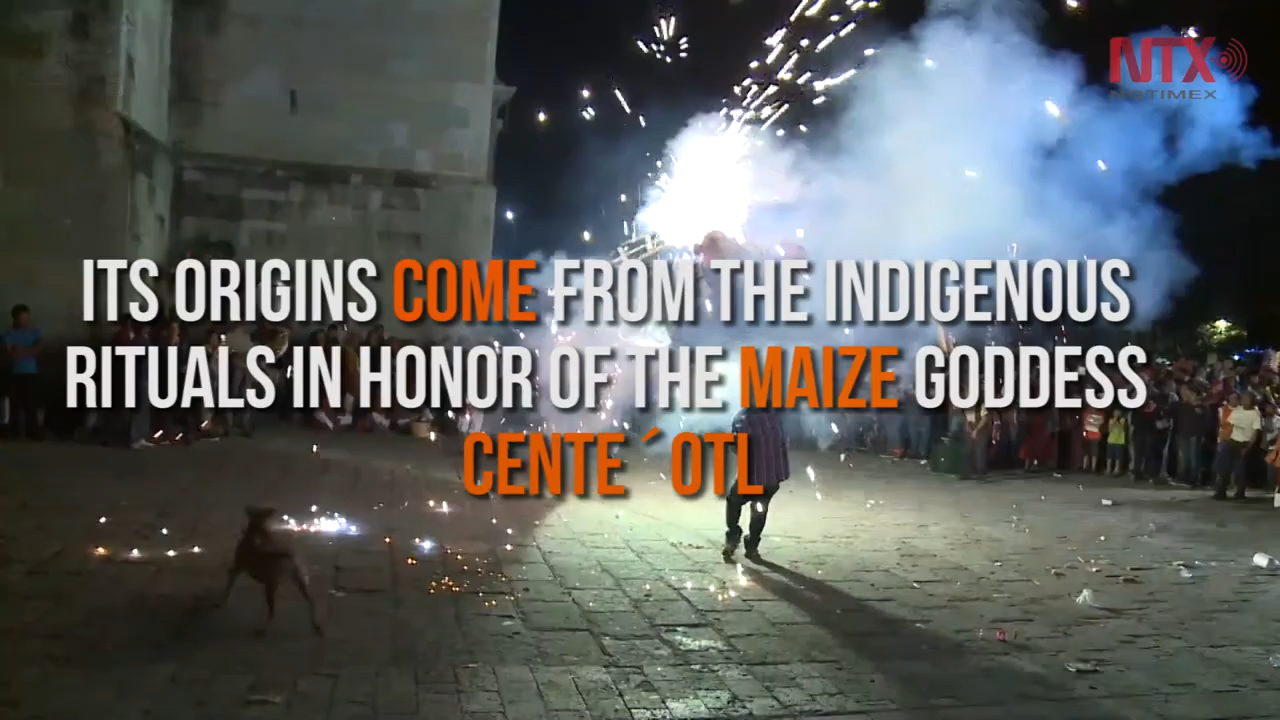 NTX
NOTIMEX
ITS ORIGINS COME FROM THE INDIGENOUS
RITUALS IN HONOR OF THE MAIZE GODDESS
CENTE ´OTL